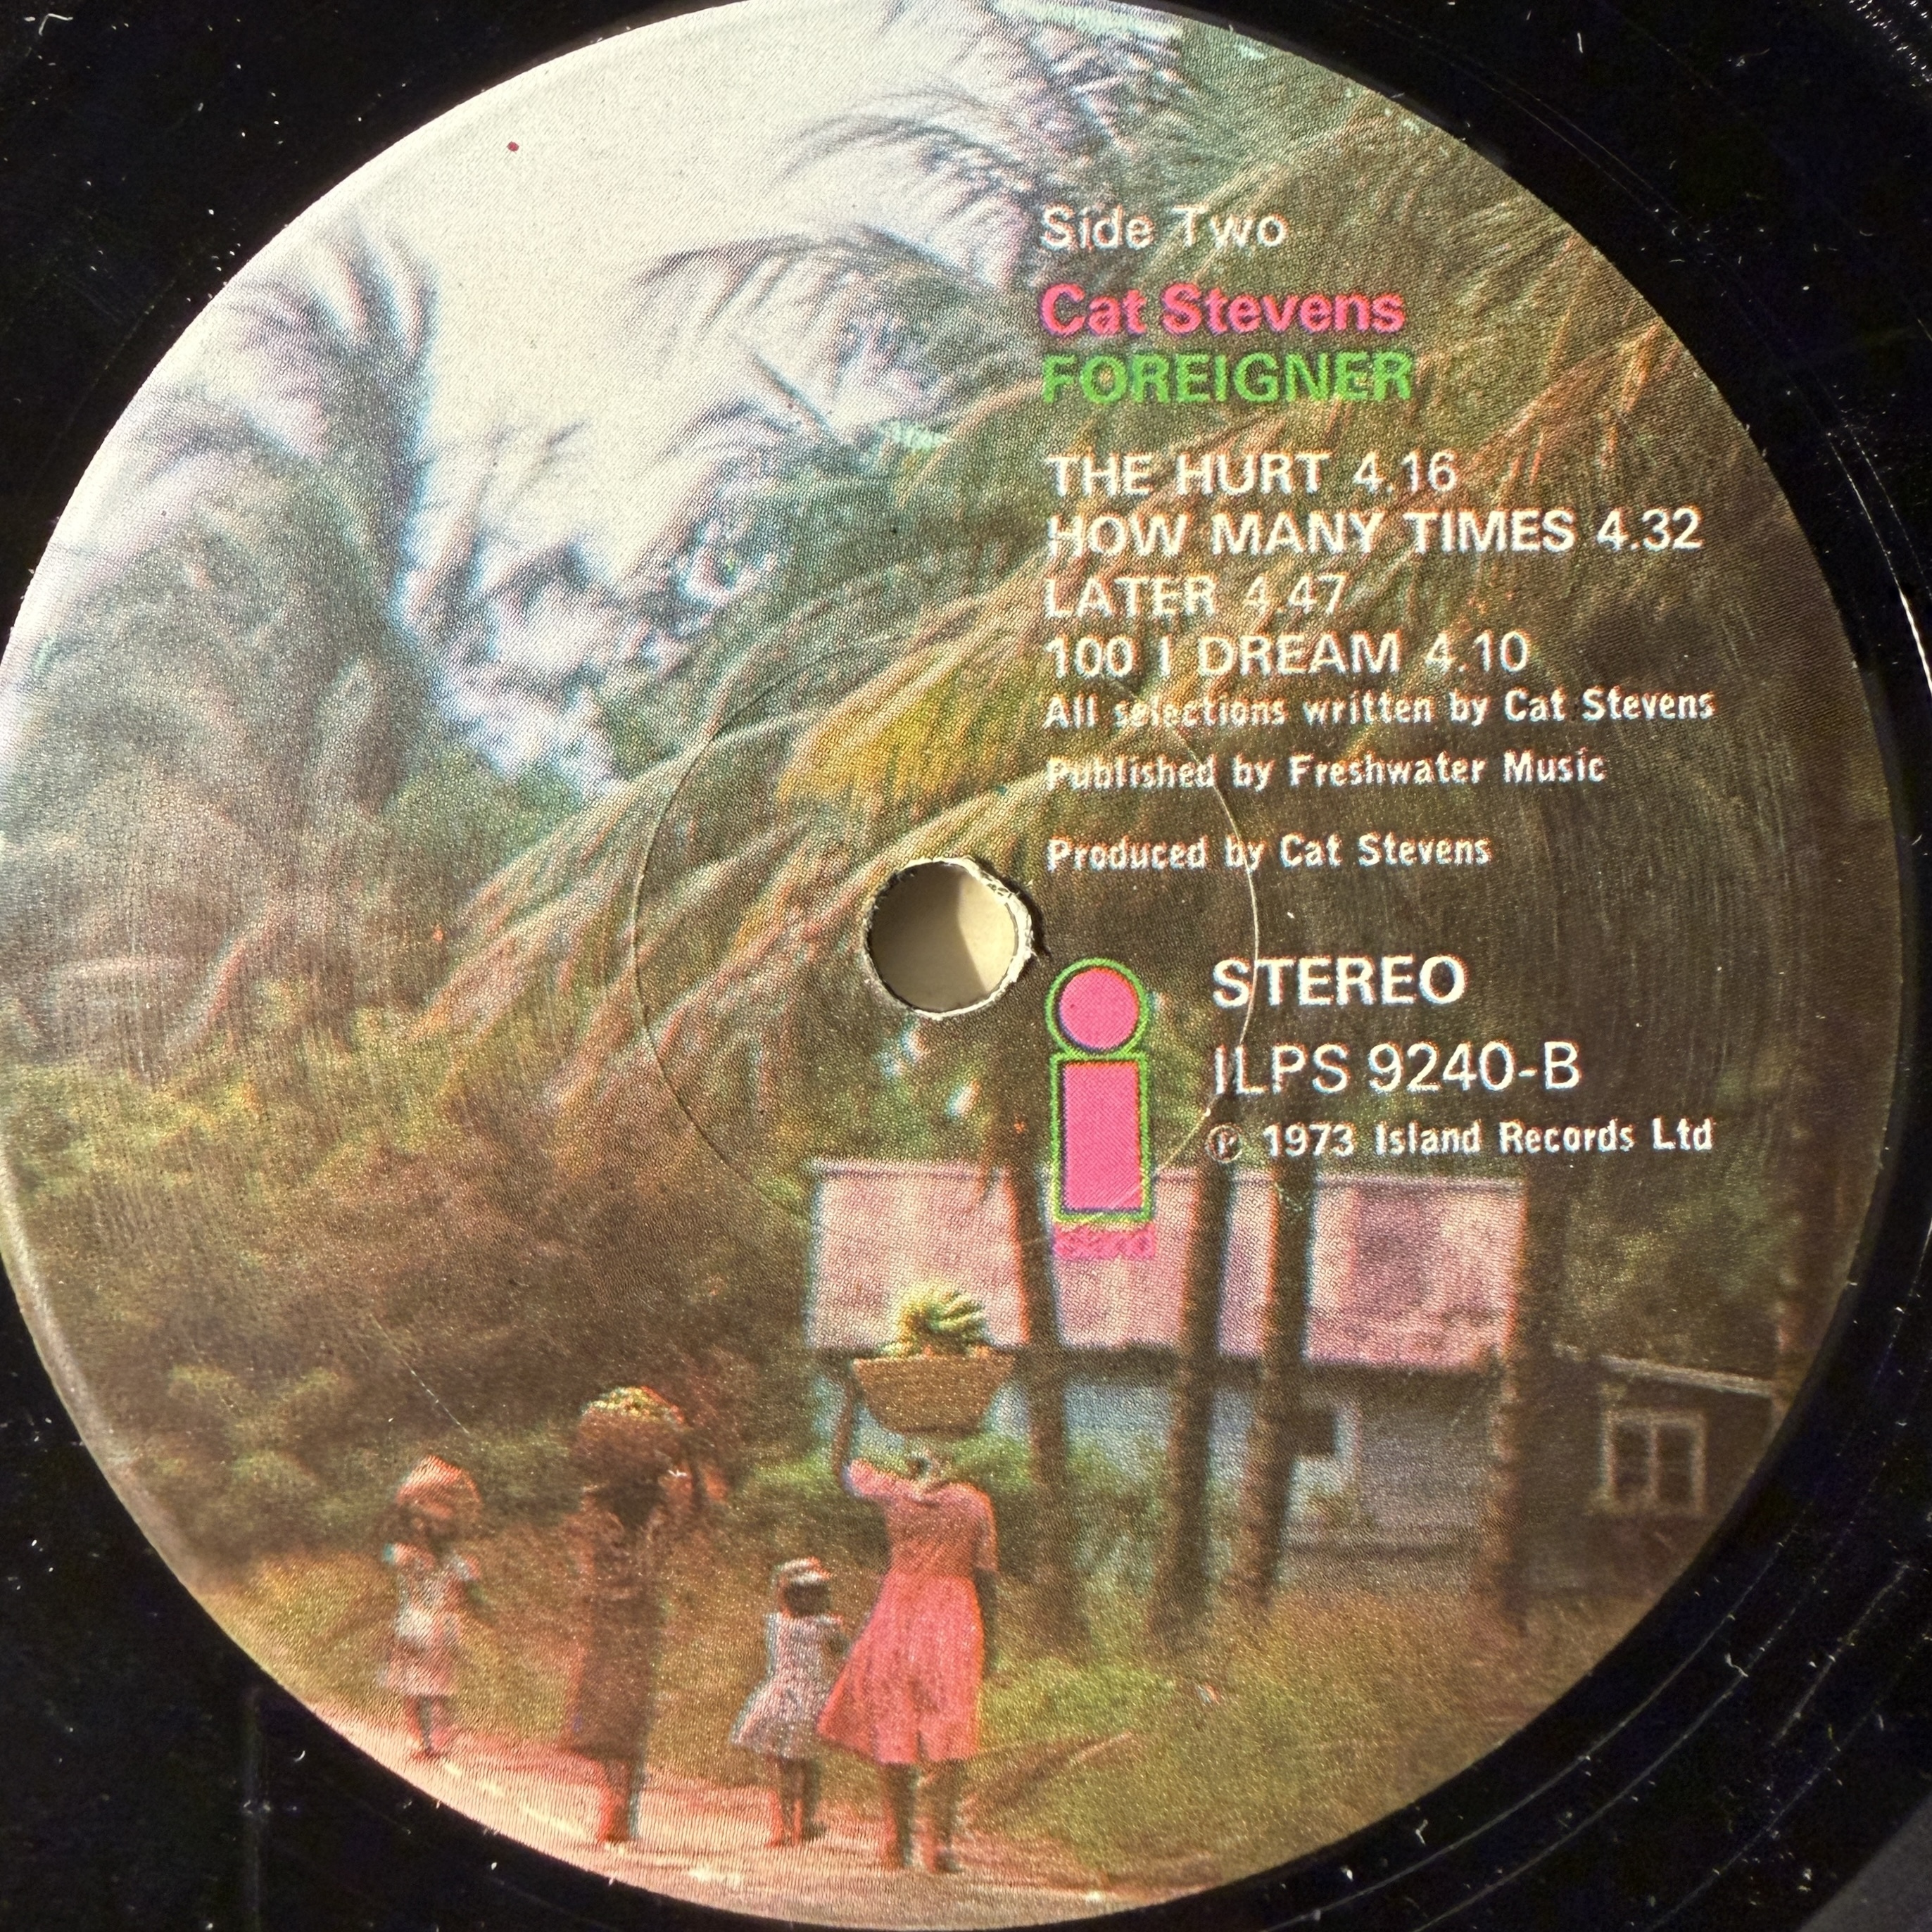 Side Two
Cat Stevens
FOREIGNER
THE HURT 4.16
HOW MANY TIMES 4.32
LATER 4.47
100 I DREAM 4.10
All selections written by Cat Stevens
Published by Freshwater Music
Produced by Cat Stevens
i
STEREO
ILPS 9240-B
℗ 1973 Island Records Ltd